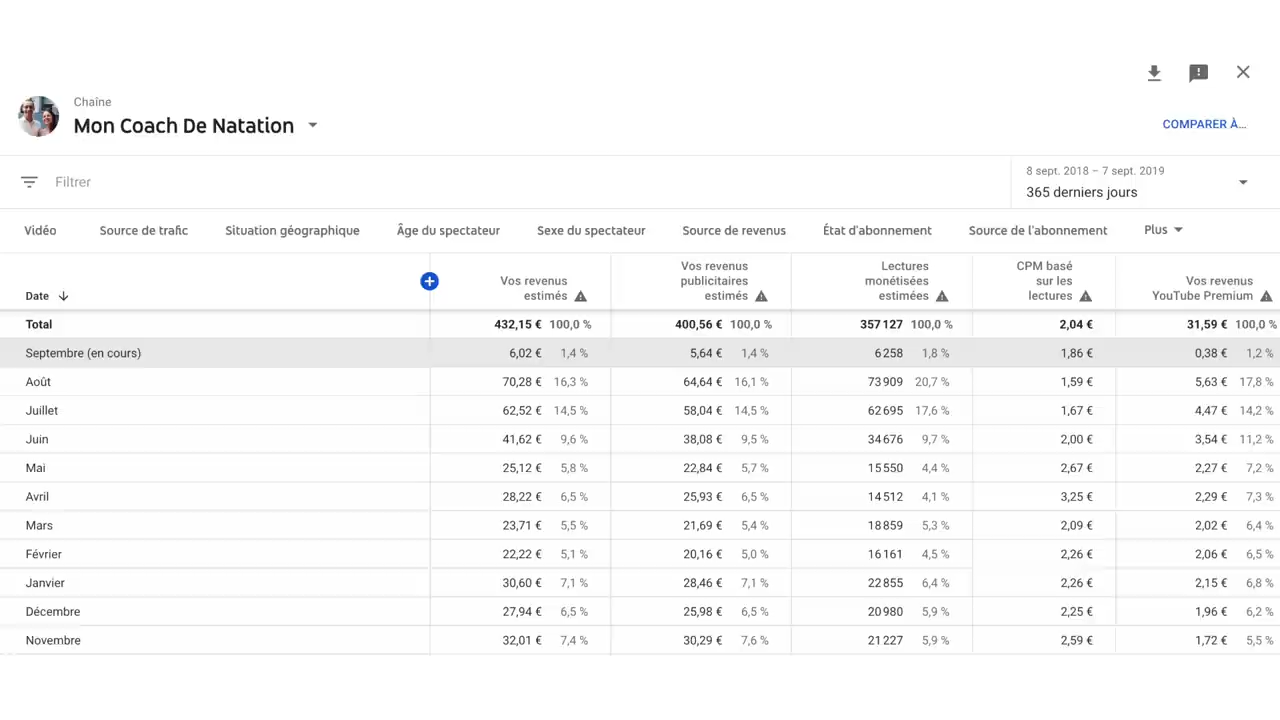 Chaîne
Mon Coach De Natation
COMPARER À...
Filtrer
8 sept. 2018 – 7 sept. 2019
365 derniers jours
Vidéo Source de trafic Situation géographique Âge du spectateur Sexe du spectateur Source de revenus État d'abonnement Source de l'abonnement Plus
Date
Vos revenus
estimés
Vos revenus
publicitaires
estimés
Lectures
monétisées
estimées
CPM basé
sur les
lectures
Vos revenus
YouTube Premium
Total 432,15 € 100,0 % 400,56 € 100,0 % 357 127 100,0 % 2,04 € 31,59 € 100,0 %
Septembre (en cours) 6,02 € 1,4 % 5,64 € 1,4 % 6 258 1,8 % 1,86 € 0,38 € 1,2 %
Août 70,28 € 16,3 % 64,64 € 16,1 % 73 909 20,7 % 1,59 € 5,63 € 17,8 %
Juillet 62,52 € 14,5 % 58,04 € 14,5 % 62 695 17,6 % 1,67 € 4,47 € 14,2 %
Juin 41,62 € 9,6 % 38,08 € 9,5 % 34 676 9,7 % 2,00 € 3,54 € 11,2 %
Mai 25,12 € 5,8 % 22,84 € 5,7 % 15 550 4,4 % 2,67 € 2,27 € 7,2 %
Avril 28,22 € 6,5 % 25,93 € 6,5 % 14 512 4,1 % 3,25 € 2,29 € 7,3 %
Mars 23,71 € 5,5 % 21,69 € 5,4 % 18 859 5,3 % 2,09 € 2,02 € 6,4 %
Février 22,22 € 5,1 % 20,16 € 5,0 % 16 161 4,5 % 2,26 € 2,06 € 6,5 %
Janvier 30,60 € 7,1 % 28,46 € 7,1 % 22 855 6,4 % 2,26 € 2,15 € 6,8 %
Décembre 27,94 € 6,5 % 25,98 € 6,5 % 20 980 5,9 % 2,25 € 1,96 € 6,2 %
Novembre 32,01 € 7,4 % 30,29 € 7,6 % 21 227 5,9 % 2,59 € 1,72 € 5,5 %